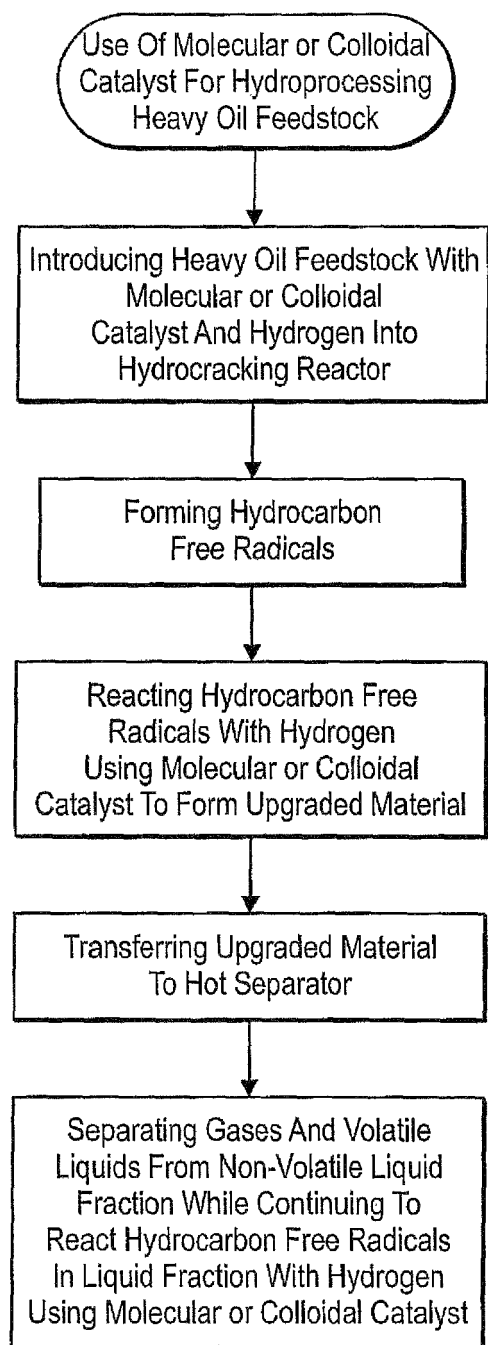 Use Of Molecular or Colloidal
Catalyst For Hydroprocessing
Heavy Oil Feedstock
Introducing Heavy Oil Feedstock With
Molecular or Colloidal
Catalyst And Hydrogen Into
Hydrocracking Reactor
Forming Hydrocarbon
Free Radicals
Reacting Hydrocarbon Free
Radicals With Hydrogen
Using Molecular or Colloidal
Catalyst To Form Upgraded Material
Transferring Upgraded Material
To Hot Separator
Separating Gases And Volatile
Liquids From Non-Volatile Liquid
Fraction While Continuing To
React Hydrocarbon Free Radicals
In Liquid Fraction With Hydrogen
Using Molecular or Colloidal Catalyst